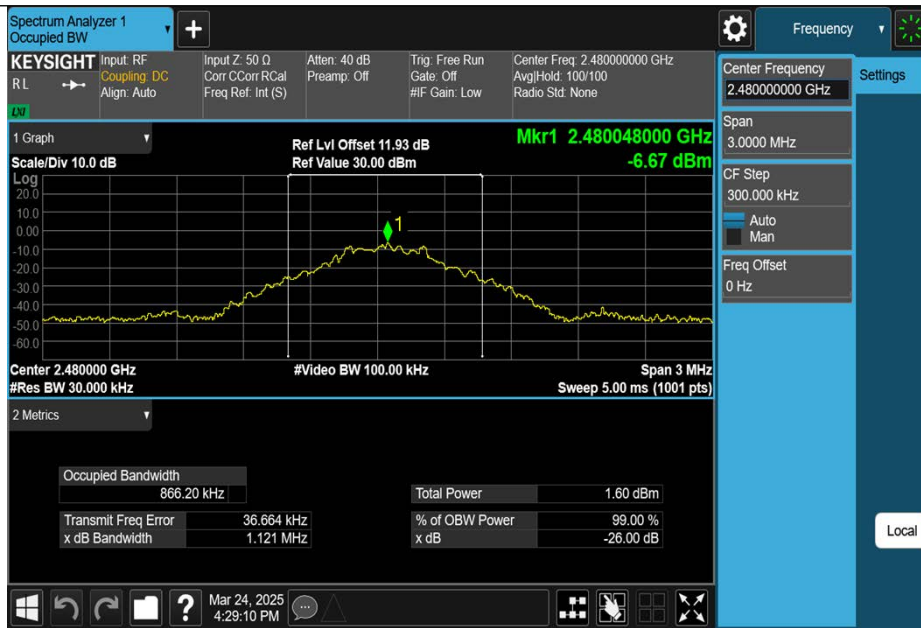 Spectrum Analyzer 1
Occupied BW
Frequency
KEYSIGHT
R L
LXI
Input: RF
Coupling: DC
Align: Auto
Input Z: 50 Ω
Corr CCorr RCal
Freq Ref: Int (S)
Atten: 40 dB
Preamp: Off
Trig: Free Run
Gate: Off
#IF Gain: Low
Center Freq: 2.480000000 GHz
Avg|Hold: 100/100
Radio Std: None
Center Frequency
2.480000000 GHz
Settings
Span
3.0000 MHz
CF Step
300.000 kHz
Auto
Man
Freq Offset
0 Hz
1 Graph
Scale/Div 10.0 dB
Ref Lvl Offset 11.93 dB
Ref Value 30.00 dBm
Mkr1 2.480048000 GHz
-6.67 dBm
Log
20.0
10.0
0.00
-10.0
-20.0
-30.0
-40.0
-50.0
-60.0
1
Center 2.480000 GHz
#Res BW 30.000 kHz
#Video BW 100.00 kHz
Span 3 MHz
Sweep 5.00 ms (1001 pts)
2 Metrics
Occupied Bandwidth
866.20 kHz
Total Power 1.60 dBm
Transmit Freq Error 36.664 kHz
% of OBW Power 99.00 %
x dB Bandwidth 1.121 MHz
x dB -26.00 dB
Local
Mar 24, 2025
4:29:10 PM